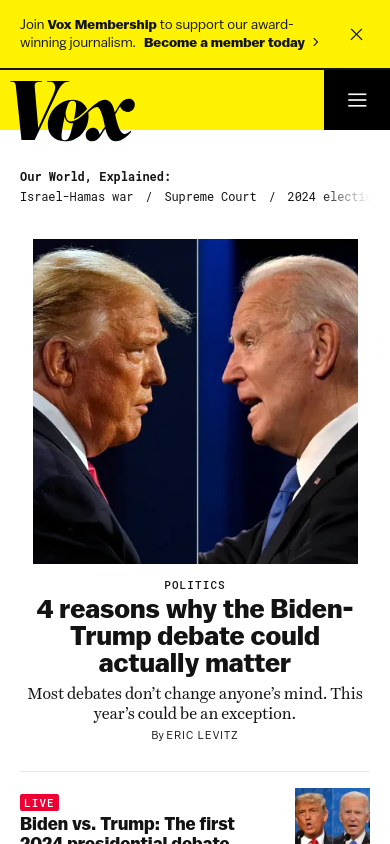 Join Vox Membership to support our award-
winning journalism. Become a member today
Vox
Our World, Explained:
Israel-Hamas war / Supreme Court / 2024 electi
POLITICS
4 reasons why the Biden-
Trump debate could
actually matter
Most debates don’t change anyone’s mind. This
year’s could be an exception.
By ERIC LEVITZ
LIVE
Biden vs. Trump: The first
2024 presidential debate